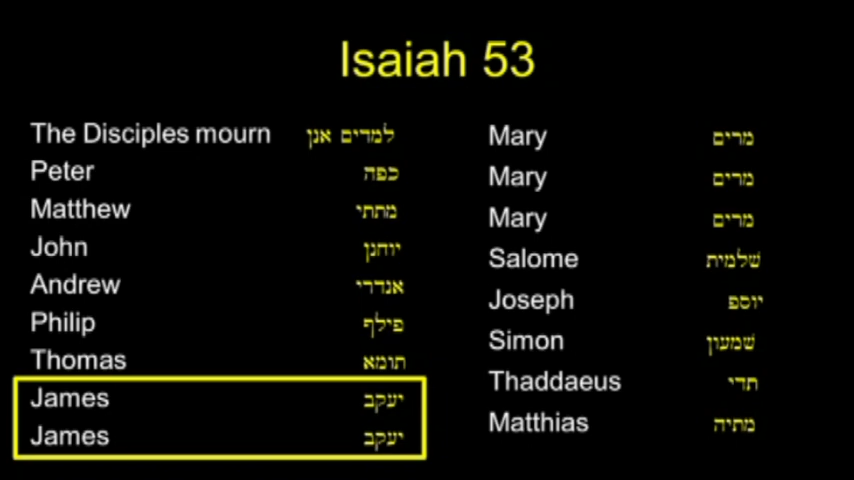 Isaiah 53
The Disciples mourn למדים אנן
Peter כפה
Matthew מתתי
John יוחנן
Andrew אנדרי
Philip פילף
Thomas תומא
James יעקב
James יעקב
Mary מרים
Mary מרים
Mary מרים
Salome שלמית
Joseph יוספ
Simon שמעון
Thaddaeus תדי
Matthias מתיה